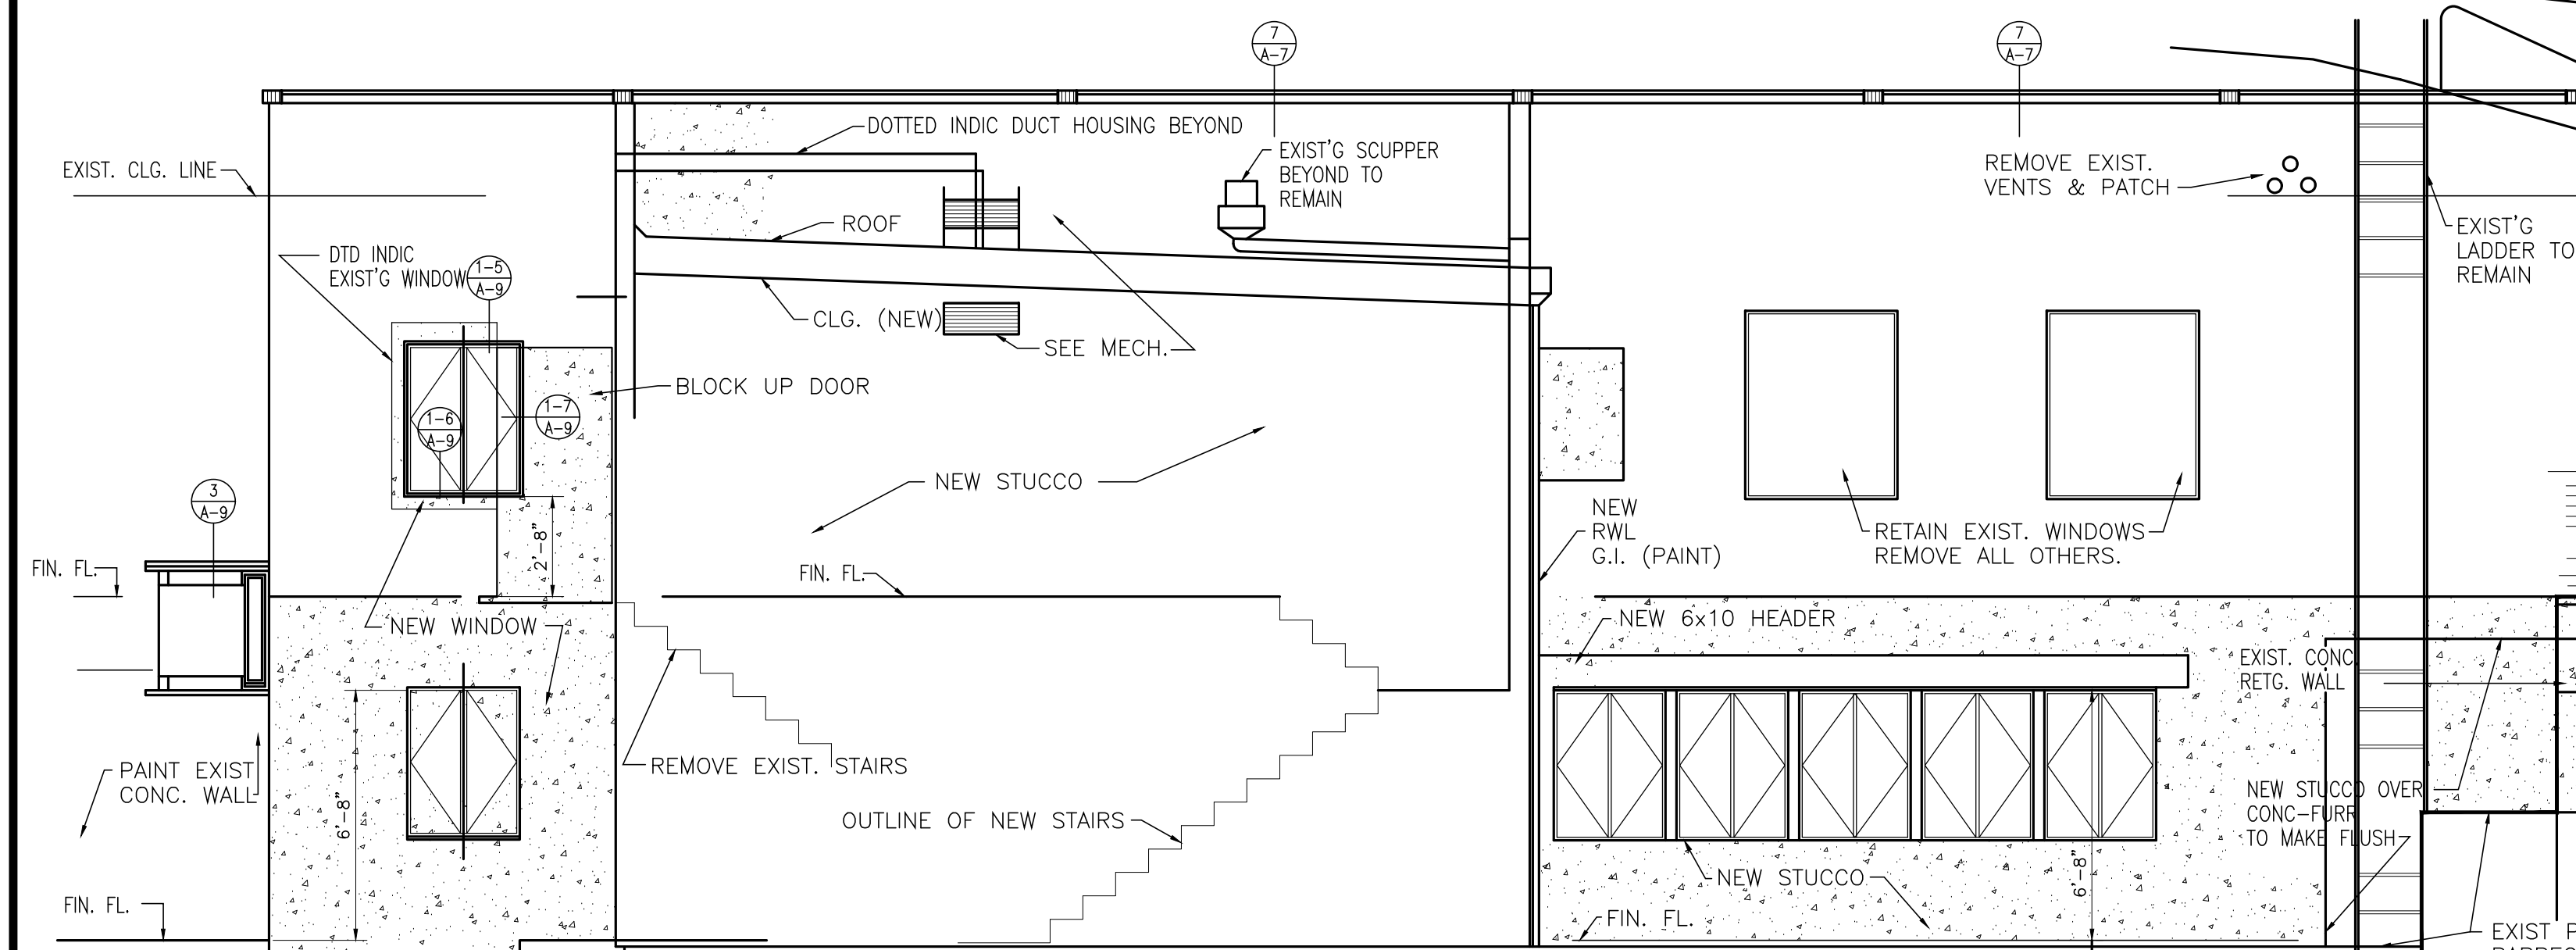 7
A-7
7
A-7
DOTTED INDIC DUCT HOUSING BEYOND
EXIST. CLG. LINE
EXIST'G SCUPPER
BEYOND TO
REMAIN
REMOVE EXIST.
VENTS & PATCH
ROOF
EXIST'G
LADDER TO
REMAIN
DTD INDIC
EXIST'G WINDOW
1-5
A-9
CLG. (NEW)
SEE MECH.
BLOCK UP DOOR
1-6
A-9
1-7
A-9
NEW STUCCO
3
A-9
2'-8"
NEW
RWL
G.I. (PAINT)
RETAIN EXIST. WINDOWS
REMOVE ALL OTHERS.
FIN. FL.
FIN. FL.
NEW WINDOW
NEW 6x10 HEADER
EXIST. CONC.
RETG. WALL
REMOVE EXIST. STAIRS
PAINT EXIST
CONC. WALL
6'-8"
OUTLINE OF NEW STAIRS
NEW STUCCO OVER
CONC-FURR
TO MAKE FLUSH
NEW STUCCO
6'-8"
FIN. FL.
FIN. FL.
EXIST